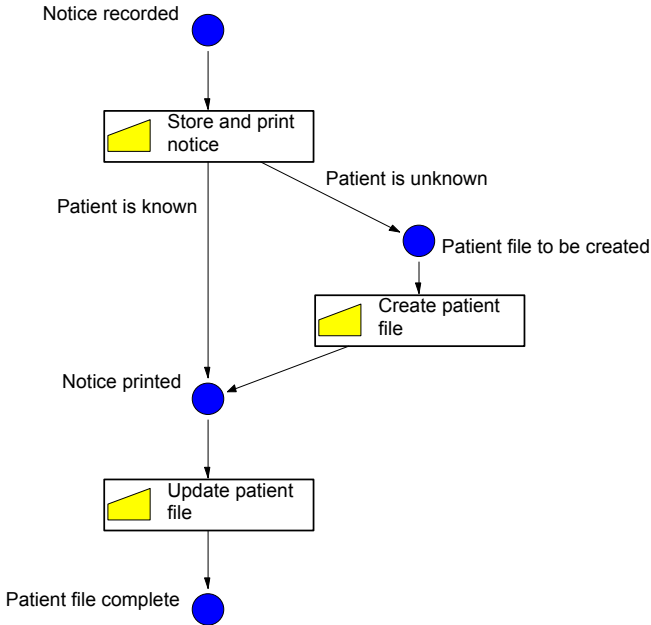 Notice recorded
Store and print
notice
Patient is unknown
Patient is known
Patient file to be created
Create patient
file
Notice printed
Update patient
file
Patient file complete